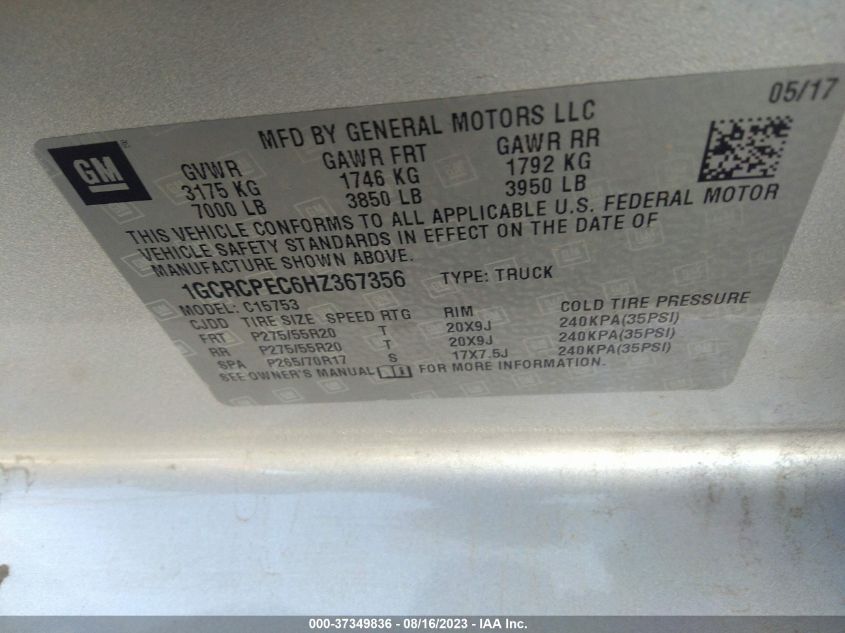 05/17
MFD BY GENERAL MOTORS LLC
GM
GVWR GAWR FRT GAWR RR
3175 KG 1746 KG 1792 KG
7000 LB 3850 LB 3950 LB
THIS VEHICLE CONFORMS TO ALL APPLICABLE U.S. FEDERAL MOTOR
VEHICLE SAFETY STANDARDS IN EFFECT ON THE DATE OF
MANUFACTURE SHOWN ABOVE.
1GCRCPEC6HZ367356 TYPE: TRUCK
MODEL: C15753
CJDD TIRE SIZE SPEED RTG RIM COLD TIRE PRESSURE
FRT P275/55R20 T 20X9J 240KPA(35PSI)
RR P275/55R20 T 20X9J 240KPA(35PSI)
SPA P265/70R17 S 17X7.5J 240KPA(35PSI)
SEE OWNER'S MANUAL FOR MORE INFORMATION.
000-37349836 - 08/16/2023 - IAA Inc.